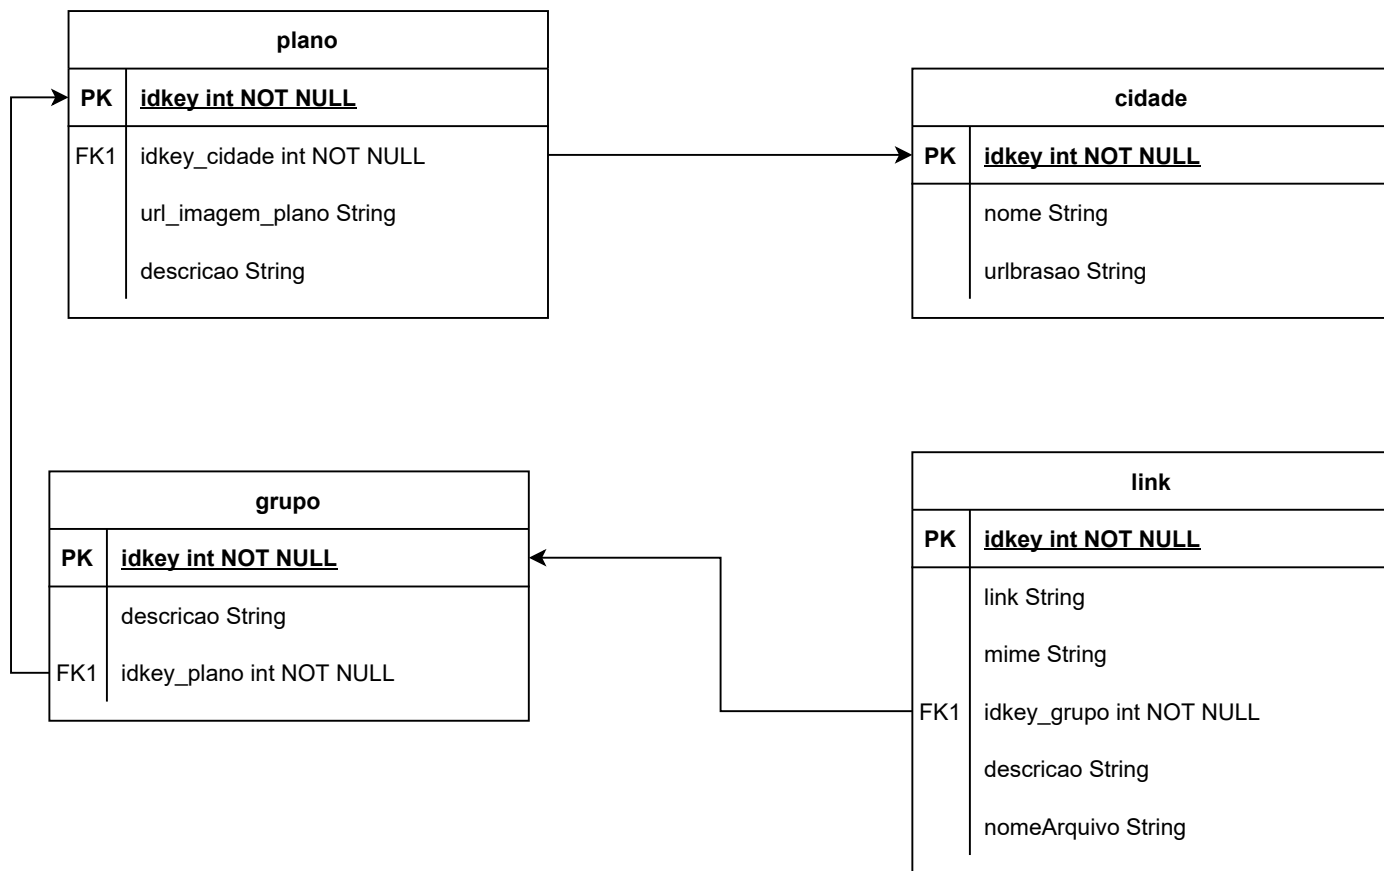 plano
PK idkey int NOT NULL
FK1 idkey_cidade int NOT NULL
url_imagem_plano String
descricao String
cidade
PK idkey int NOT NULL
nome String
urlbrasao String
grupo
PK idkey int NOT NULL
descricao String
FK1 idkey_plano int NOT NULL
link
PK idkey int NOT NULL
link String
mime String
FK1 idkey_grupo int NOT NULL
descricao String
nomeArquivo String